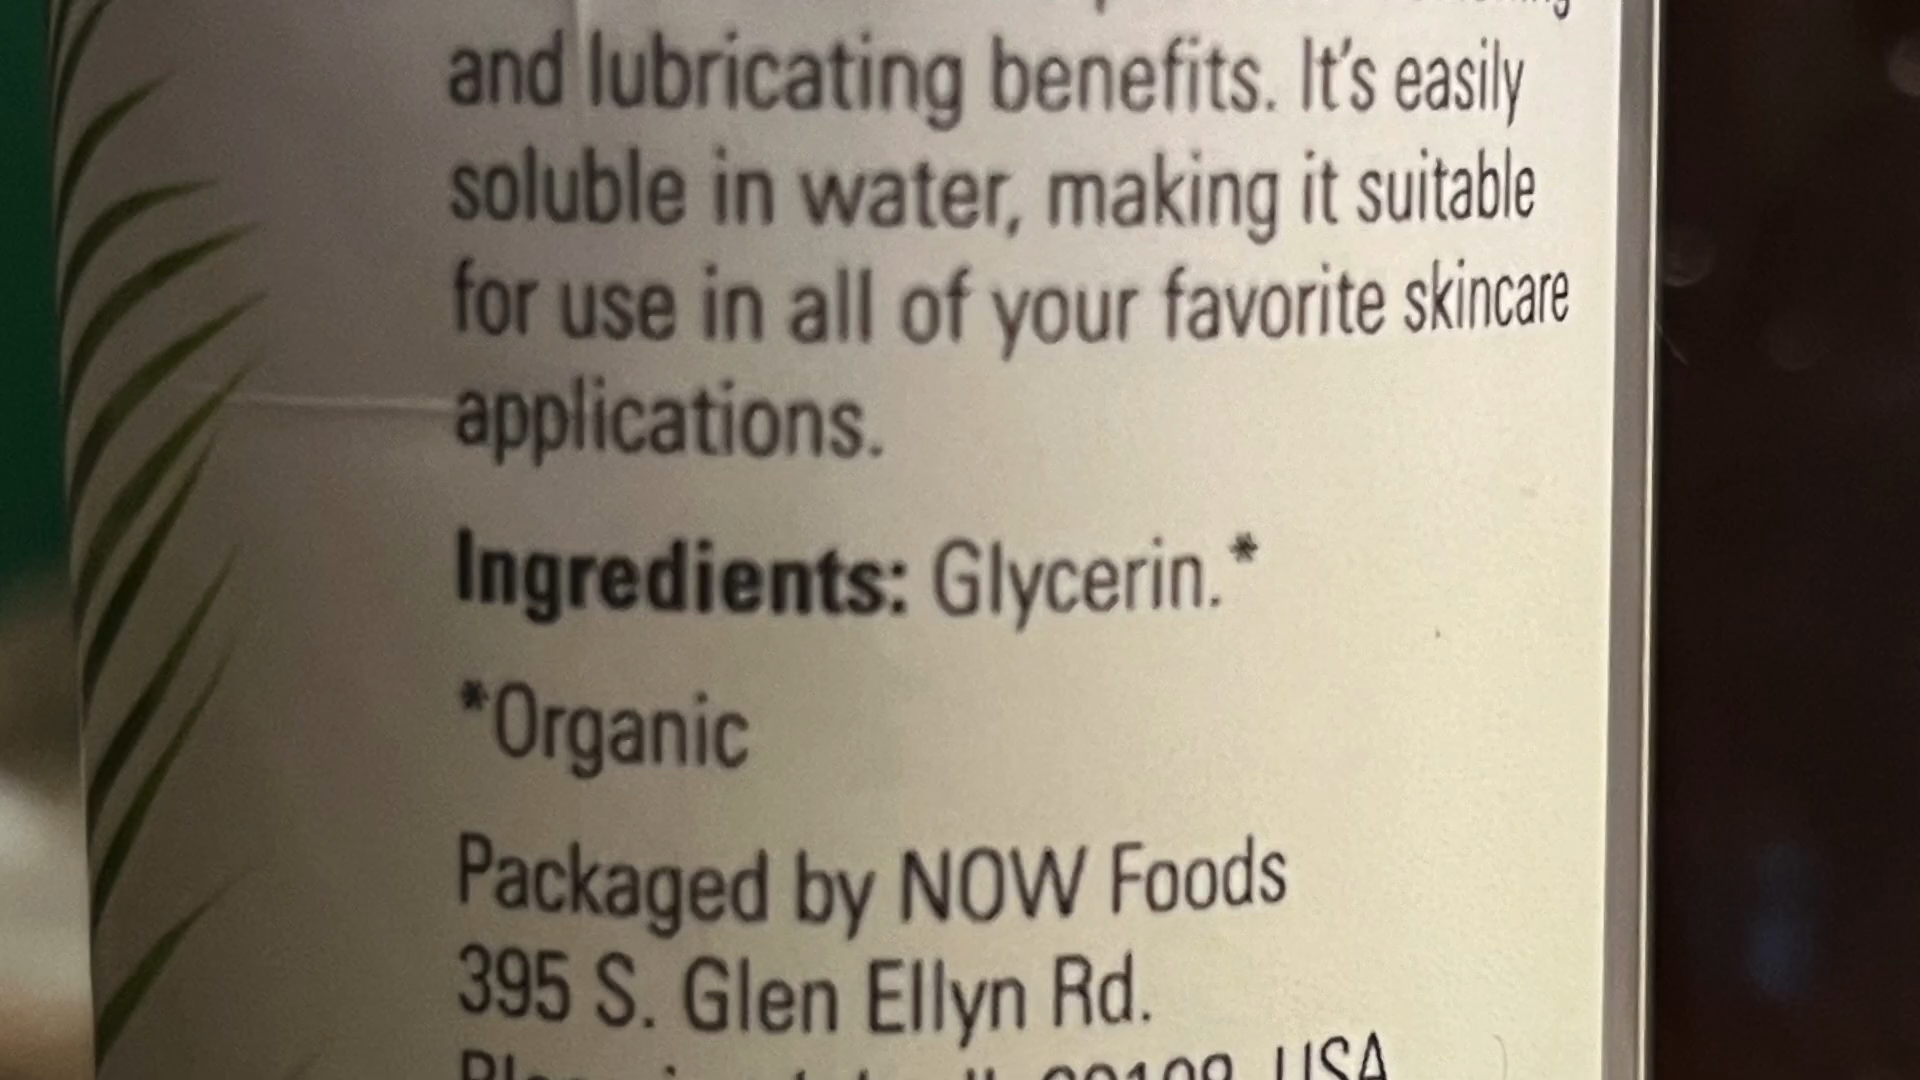 and lubricating benefits. It's easily
soluble in water, making it suitable
for use in all of your favorite skincare
applications.
Ingredients: Glycerin.*
*Organic
Packaged by NOW Foods
395 S. Glen Ellyn Rd.
USA